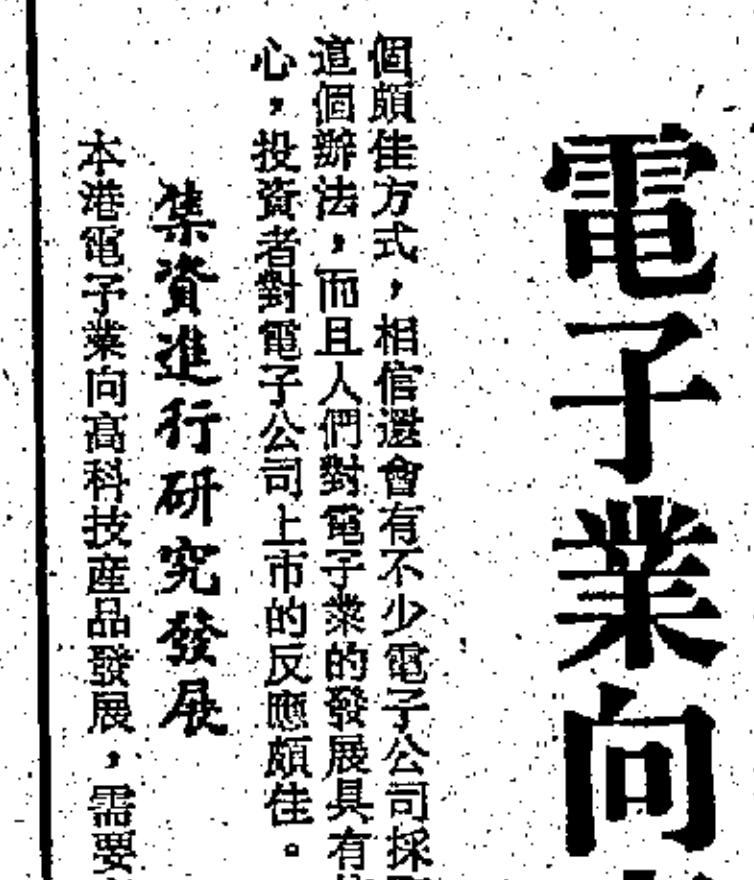 電子業向
個頗佳方式，相信還會有不少電子公司採
這個辦法，而且人們對電子業的發展具有
心，投資者對電子公司上市的反應頗佳。
集資進行研究發展
本港電子業向高科技產品發展，需要